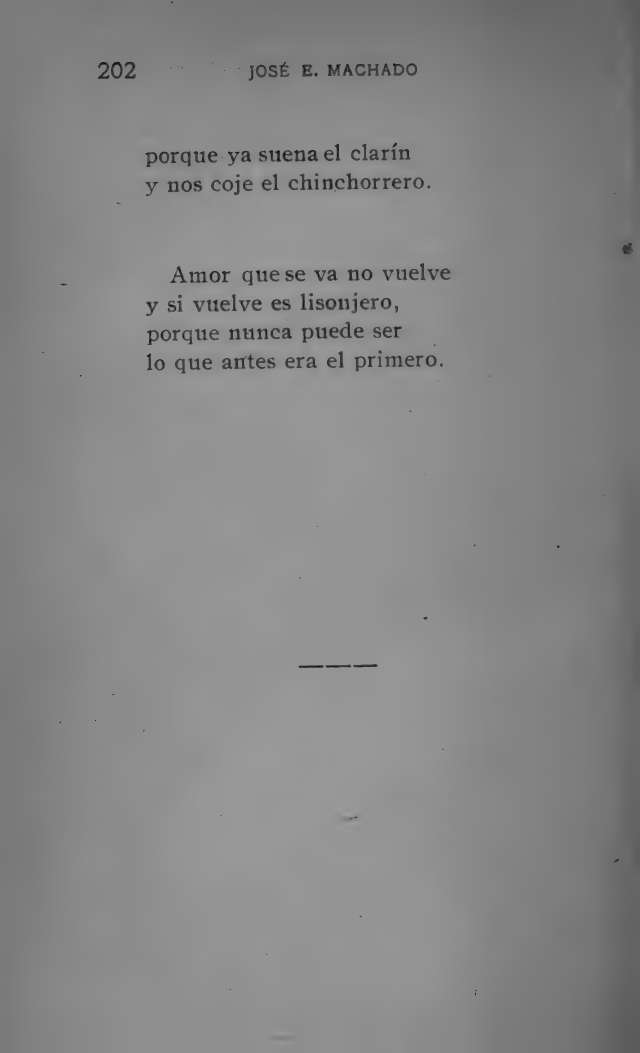 202 JOSÉ E. MACHADO
porque ya suena el clarín
y nos coje el chinchorrero.
Amor que se va no vuelve
y si vuelve es lisonjero,
porque nunca puede ser
lo que antes era el primero.